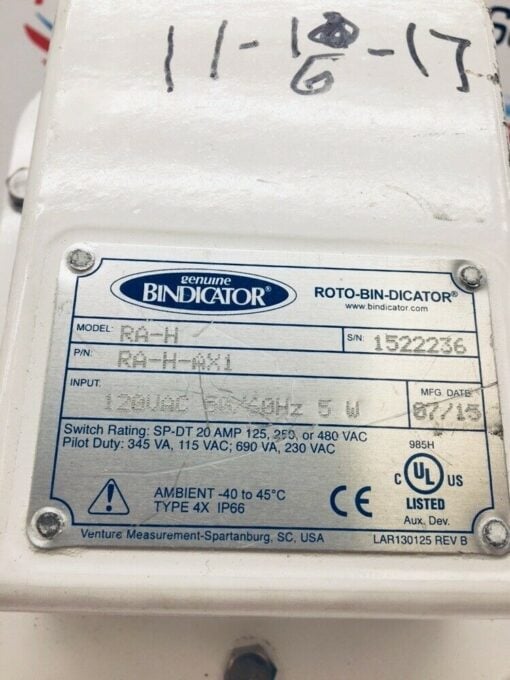 11-18-17
6
genuine
BINDICATOR®
ROTO-BIN-DICATOR®
www.bindicator.com
MODEL: RA-H
S/N: 1522236
P/N: RA-H-AX1
INPUT: 120VAC 50/60Hz 5 W
MFG. DATE: 07/15
Switch Rating: SP-DT 20 AMP 125, 250, or 480 VAC
Pilot Duty: 345 VA, 115 VAC; 690 VA, 230 VAC
985H
C UL US
LISTED
Aux. Dev.
AMBIENT -40 to 45°C
TYPE 4X IP66
CE
Venture Measurement-Spartanburg, SC, USA
LAR130125 REV B